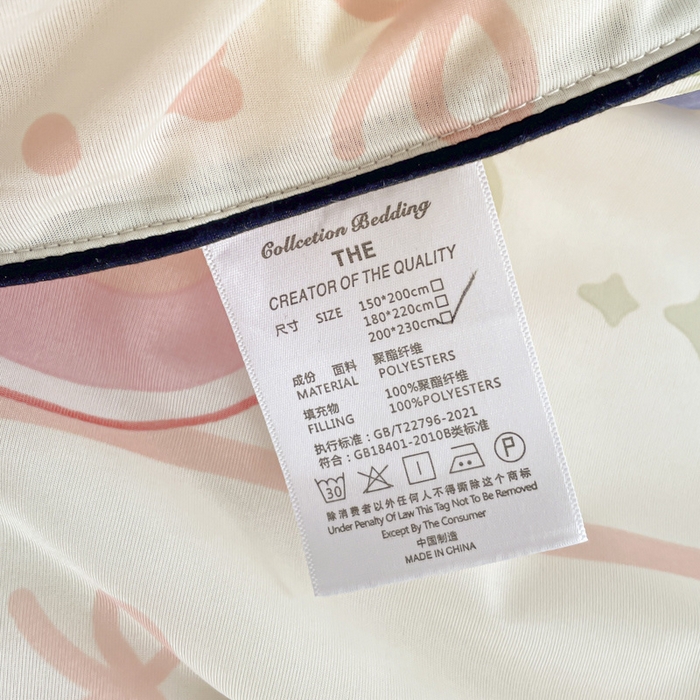 Collcetion Bedding
THE
CREATOR OF THE QUALITY
尺寸 SIZE 150*200cm
180*220cm
200*230cm
成份 面料 聚酯纤维
MATERIAL POLYESTERS
填充物 100%聚酯纤维
FILLING 100%POLYESTERS
执行标准：GB/T22796-2021
符合：GB18401-2010B类标准
30 P
除消费者以外任何人不得撕除这个商标
Under Penalty Of Law This Tag Not To Be Removed
Except By The Consumer
中国制造
MADE IN CHINA